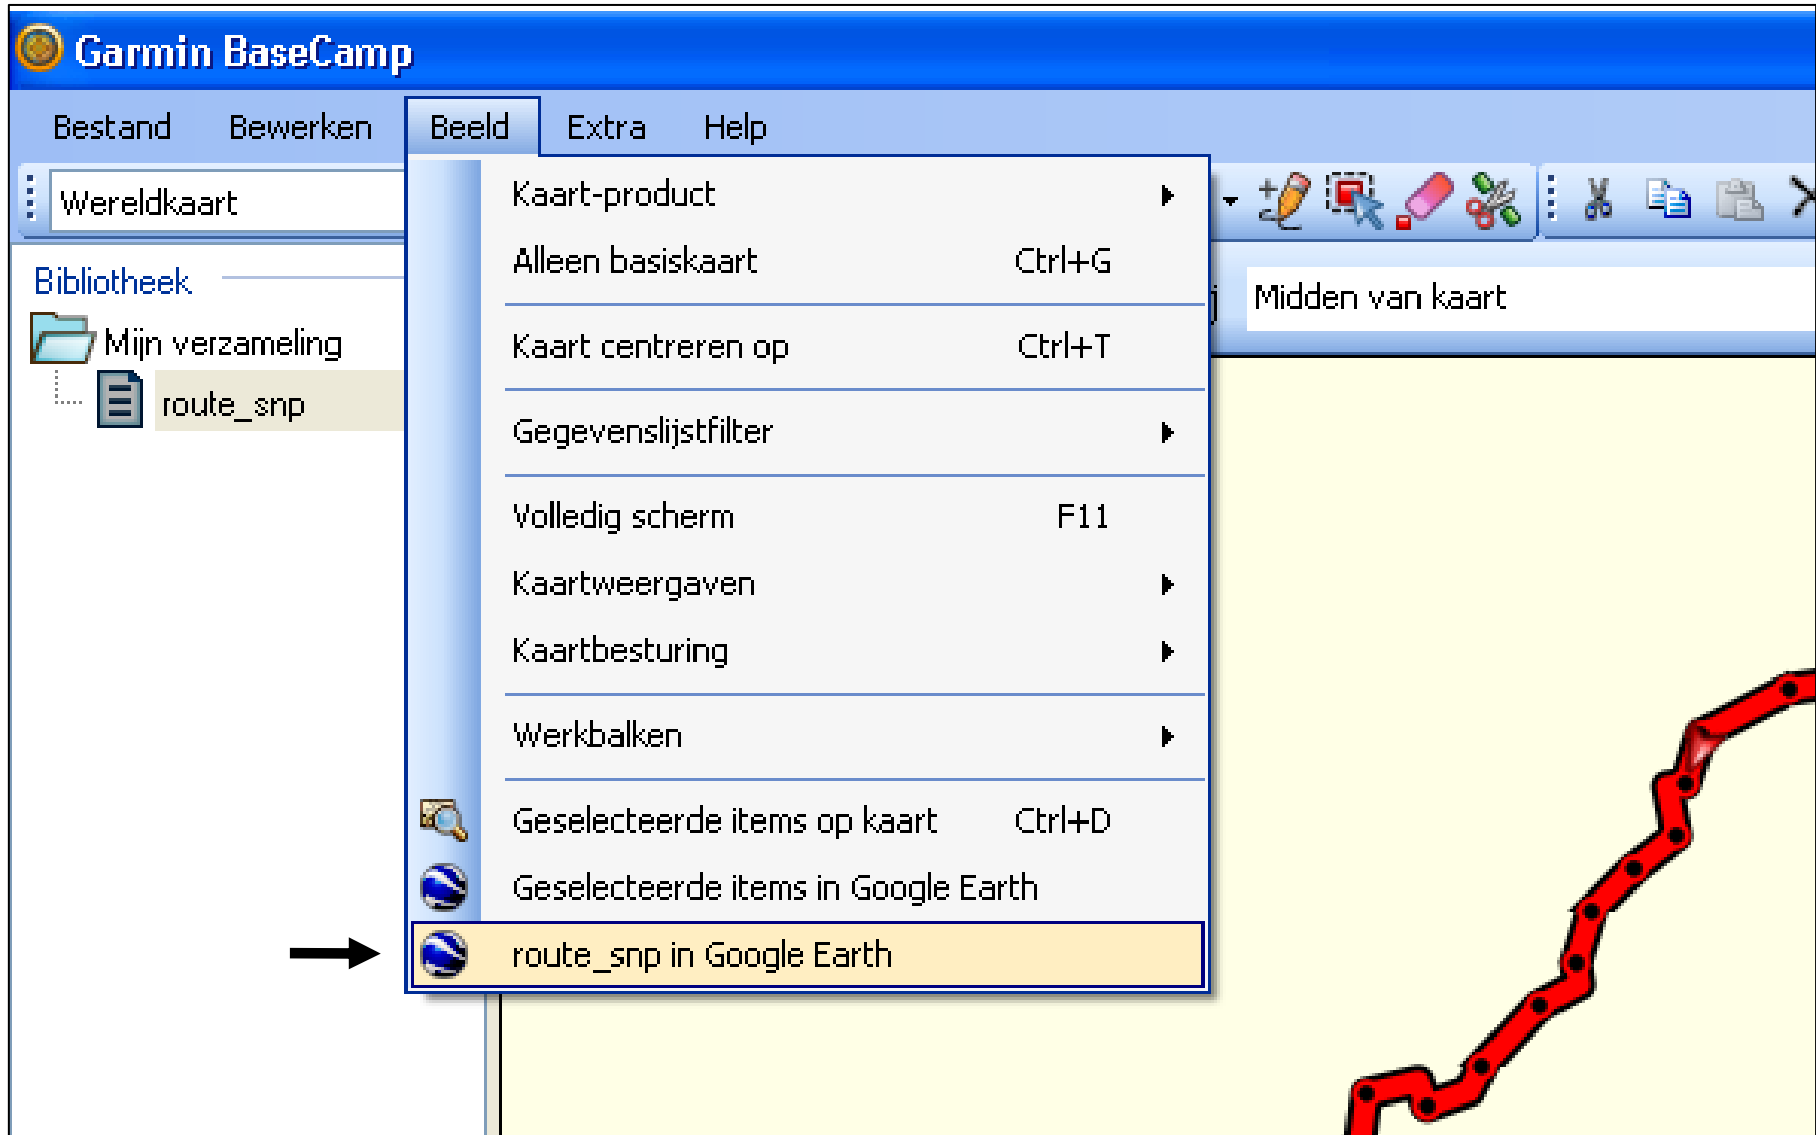 Garmin BaseCamp
Bestand Bewerken Beeld Extra Help
Wereldkaart
Bibliotheek
Mijn verzameling
route_snp
Kaart-product
Alleen basiskaart Ctrl+G
Kaart centreren op Ctrl+T
Gegevenslijstfilter
Volledig scherm F11
Kaartweergaven
Kaartbesturing
Werkbalken
Geselecteerde items op kaart Ctrl+D
Geselecteerde items in Google Earth
route_snp in Google Earth
Midden van kaart